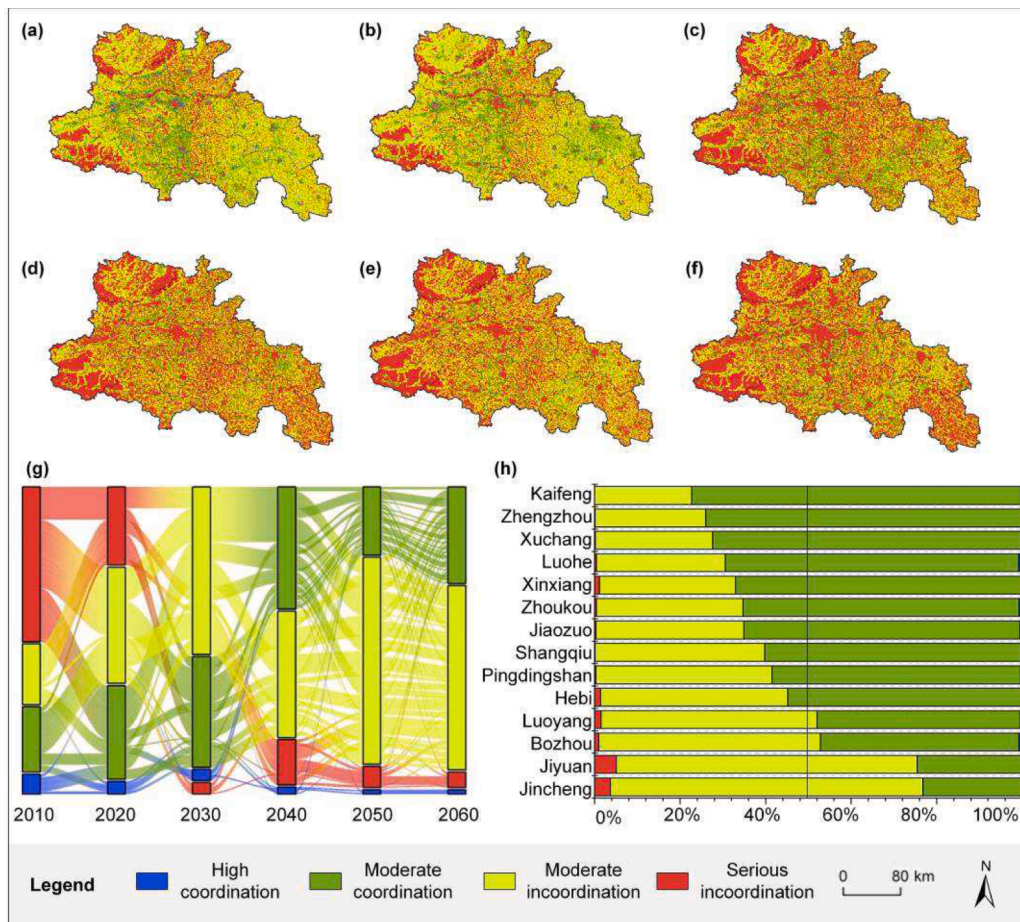 (a)
(b)
(c)
(d)
(e)
(f)
(g)
2010 2020 2030 2040 2050 2060
(h)
Kaifeng
Zhengzhou
Xuchang
Luohe
Xinxiang
Zhoukou
Jiaozuo
Shangqiu
Pingdingshan
Hebi
Luoyang
Bozhou
Jiyuan
Jincheng
0% 20% 40% 60% 80% 100%
Legend
High
coordination
Moderate
coordination
Moderate
incoordination
Serious
incoordination
0 80 km
N